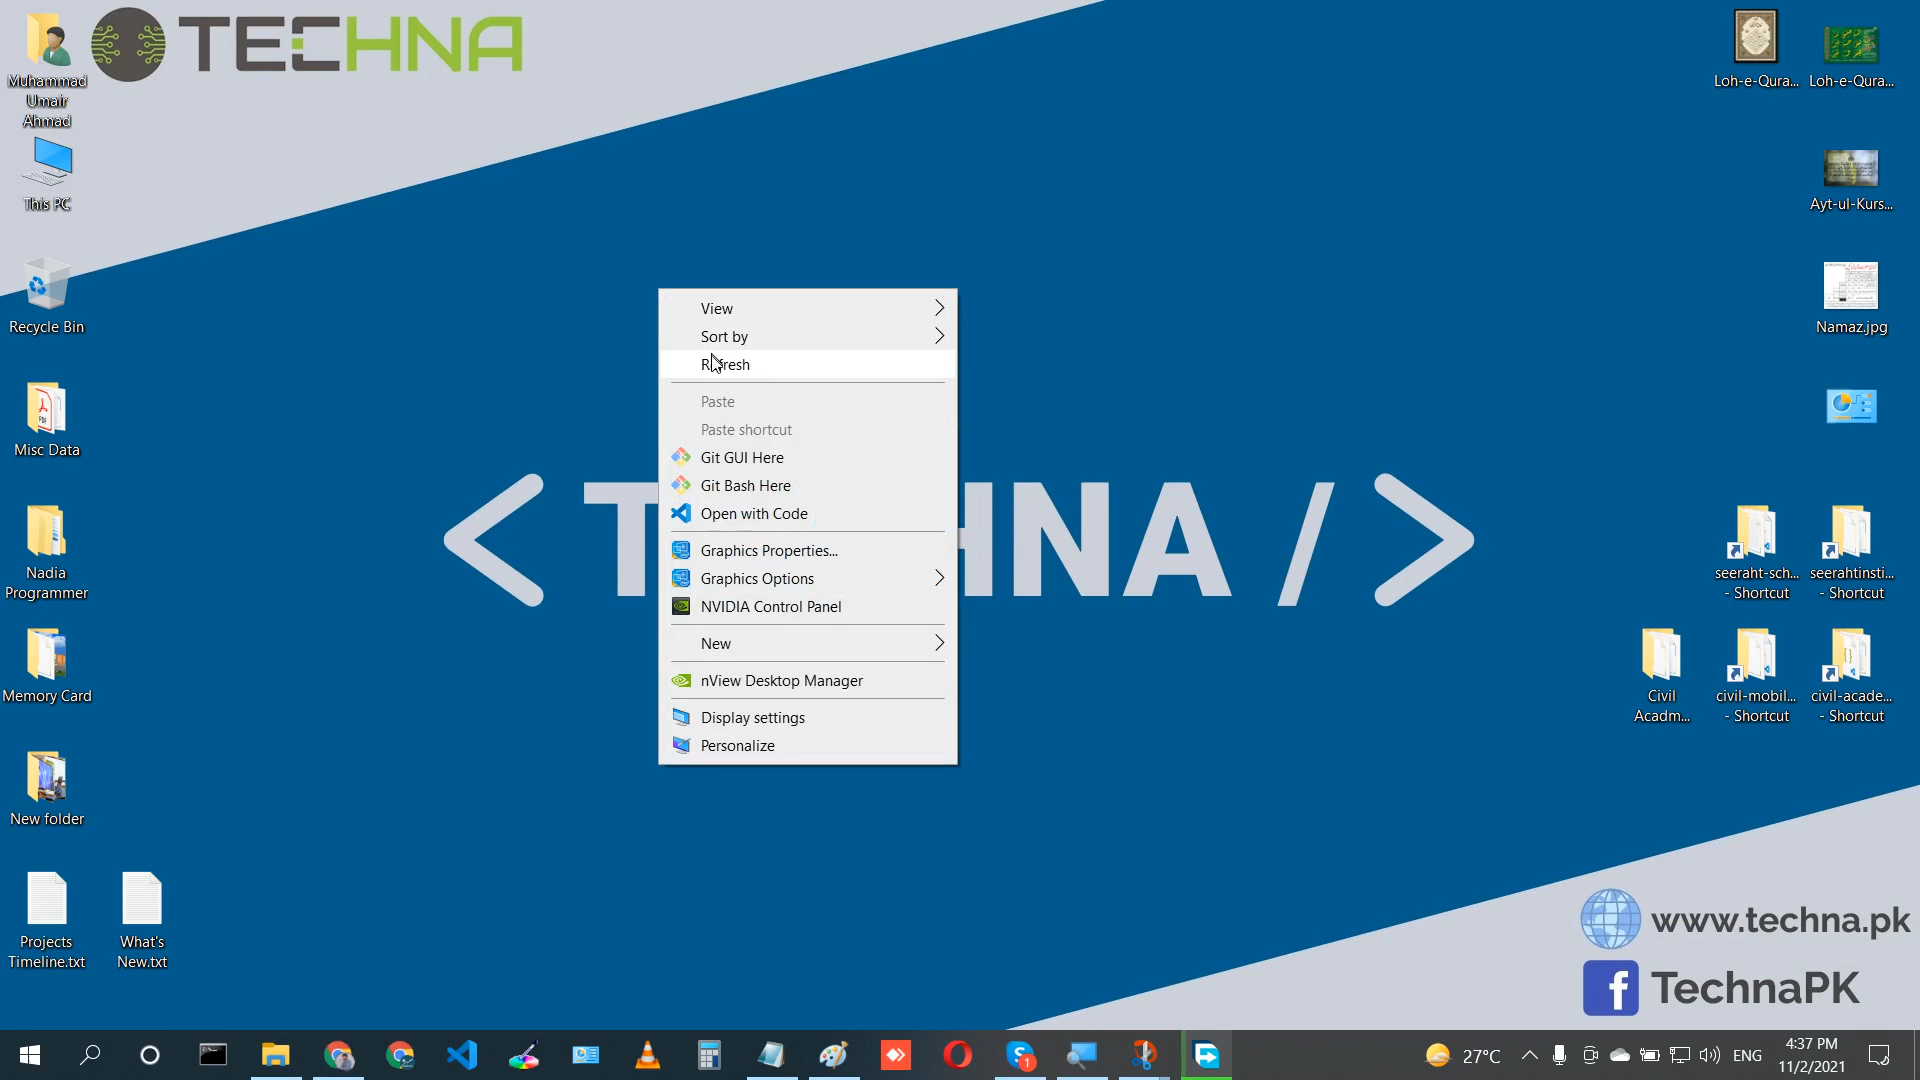 TECHNA
Muhammad
Umair
Ahmad
This PC
Recycle Bin
Misc Data
Nadia
Programmer
Memory Card
New folder
Projects
Timeline.txt
What's
New.txt
View
Sort by
Refresh
Paste
Paste shortcut
Git GUI Here
Git Bash Here
Open with Code
Graphics Properties...
Graphics Options
NVIDIA Control Panel
New
nView Desktop Manager
Display settings
Personalize
Loh-e-Qura...
Loh-e-Qura...
Ayt-ul-Kurs...
Namaz.jpg
seeraht-sch...
- Shortcut
seerahtinsti...
- Shortcut
Civil
Acadm...
civil-mobil...
- Shortcut
civil-acade...
- Shortcut
www.techna.pk
TechnaPK
27°C
ENG
4:37 PM
11/2/2021